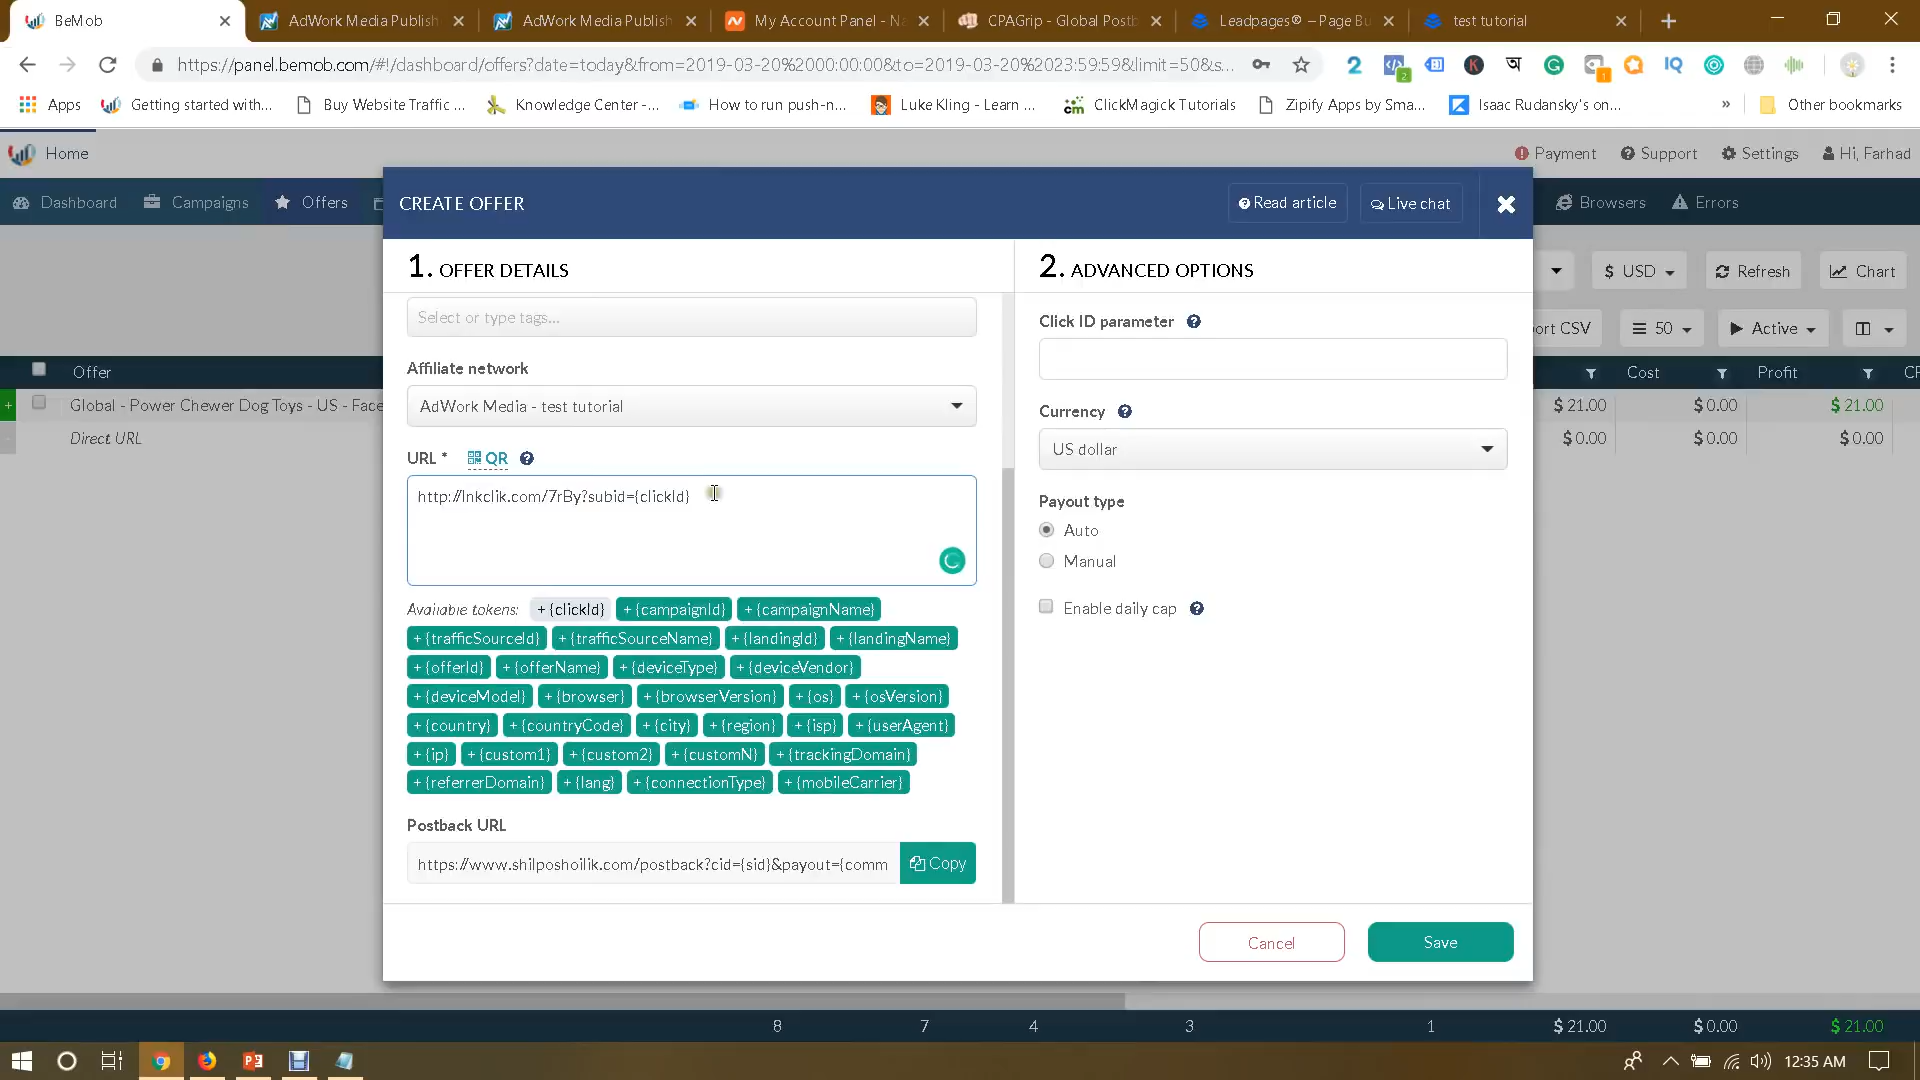 BeMob
AdWork Media Publish
AdWork Media Publish
My Account Panel - Na
CPAGrip - Global Postb
Leadpages® – Page Bu
test tutorial
https://panel.bemob.com/#!/dashboard/offers?date=today&from=2019-03-20%2000:00:00&to=2019-03-20%2023:59:59&limit=50&s...
Apps
Getting started with...
Buy Website Traffic ...
Knowledge Center -...
How to run push-n...
Luke Kling - Learn ...
ClickMagick Tutorials
Zipify Apps by Sma...
Isaac Rudansky's on...
»
Other bookmarks
Home
Payment
Support
Settings
Hi, Farhad
Dashboard
Campaigns
Offers
Browsers
Errors
CREATE OFFER
Read article
Live chat
1. OFFER DETAILS
2. ADVANCED OPTIONS
$ USD
Refresh
Chart
ort CSV
50
Active
Select or type tags...
Affiliate network
AdWork Media - test tutorial
URL *
QR
http://lnkclik.com/7rBy?subid={clickId}
Available tokens: + {clickId} + {campaignId} + {campaignName}
+ {trafficSourceId} + {trafficSourceName} + {landingId} + {landingName}
+ {offerId} + {offerName} + {deviceType} + {deviceVendor}
+ {deviceModel} + {browser} + {browserVersion} + {os} + {osVersion}
+ {country} + {countryCode} + {city} + {region} + {isp} + {userAgent}
+ {ip} + {custom1} + {custom2} + {customN} + {trackingDomain}
+ {referrerDomain} + {lang} + {connectionType} + {mobileCarrier}
Postback URL
https://www.shilposhoilik.com/postback?cid={sid}&payout={comm
Copy
Click ID parameter
Currency
US dollar
Payout type
Auto
Manual
Enable daily cap
Cancel
Save
Offer
Cost
Profit
CP
Global - Power Chewer Dog Toys - US - Face
$ 21.00
$ 0.00
$ 21.00
Direct URL
$ 0.00
$ 0.00
$ 0.00
8
7
4
3
1
$ 21.00
$ 0.00
$ 21.00
12:35 AM